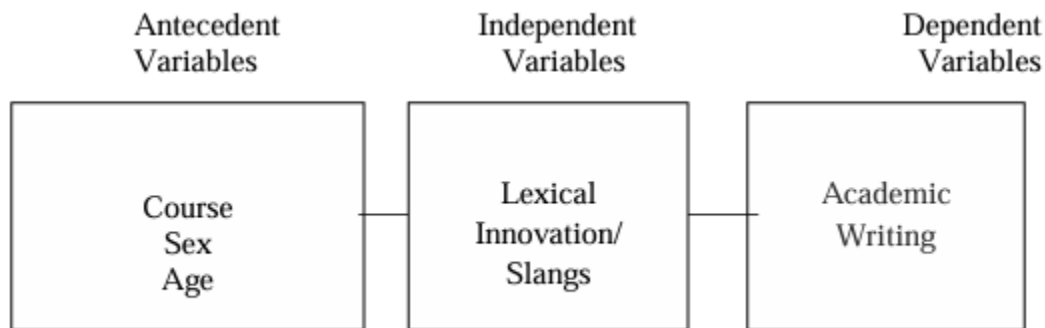 Antecedent
Variables
Independent
Variables
Dependent
Variables
Course
Sex
Age
Lexical
Innovation/
Slangs
Academic
Writing